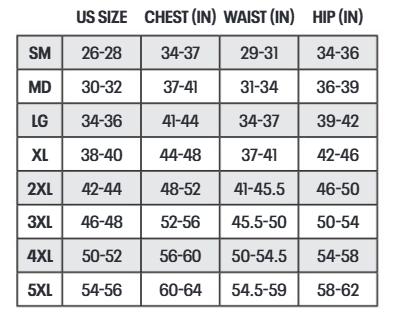 US SIZE CHEST (IN) WAIST (IN) HIP (IN)
SM 26-28 34-37 29-31 34-36
MD 30-32 37-41 31-34 36-39
LG 34-36 41-44 34-37 39-42
XL 38-40 44-48 37-41 42-46
2XL 42-44 48-52 41-45.5 46-50
3XL 46-48 52-56 45.5-50 50-54
4XL 50-52 56-60 50-54.5 54-58
5XL 54-56 60-64 54.5-59 58-62